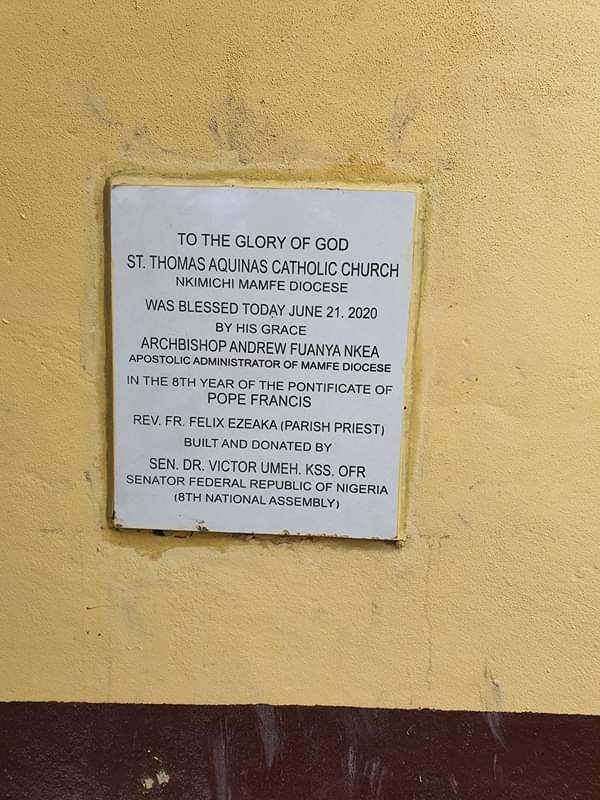 TO THE GLORY OF GOD
ST. THOMAS AQUINAS CATHOLIC CHURCH
NKIMICHI MAMFE DIOCESE
WAS BLESSED TODAY JUNE 21. 2020
BY HIS GRACE
ARCHBISHOP ANDREW FUANYA NKEA
APOSTOLIC ADMINISTRATOR OF MAMFE DIOCESE
IN THE 8TH YEAR OF THE PONTIFICATE OF
POPE FRANCIS
REV. FR. FELIX EZEAKA (PARISH PRIEST)
BUILT AND DONATED BY
SEN. DR. VICTOR UMEH. KSS. OFR
SENATOR FEDERAL REPUBLIC OF NIGERIA
(8TH NATIONAL ASSEMBLY)